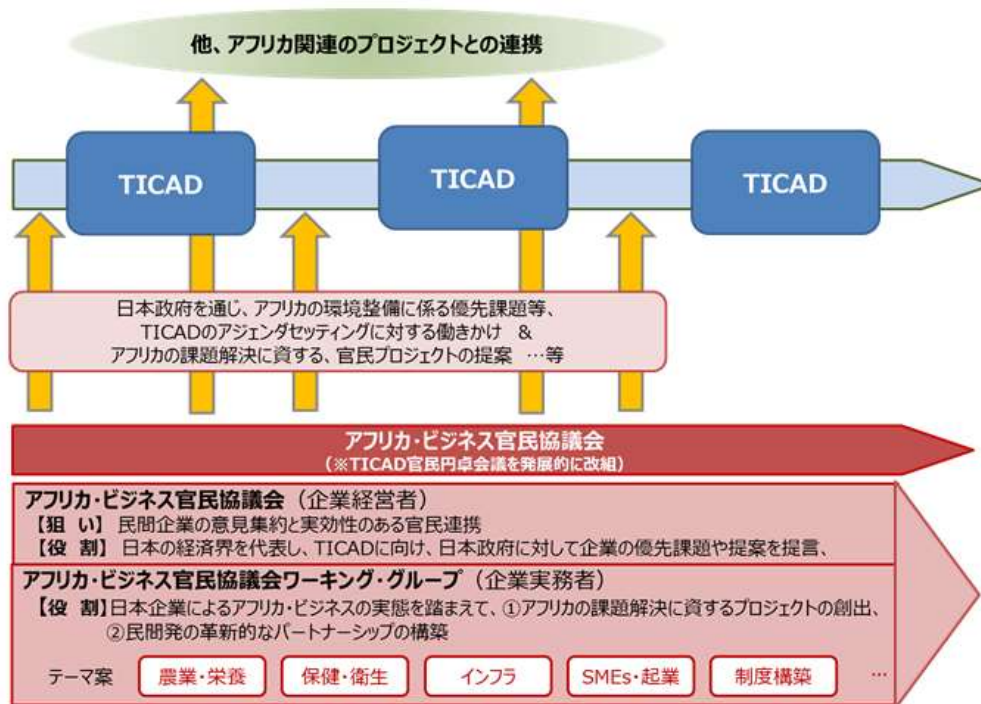 他、アフリカ関連のプロジェクトとの連携
TICAD
TICAD
TICAD
日本政府を通じ、アフリカの環境整備に係る優先課題等、
TICADのアジェンダセッティングに対する働きかけ ＆
アフリカの課題解決に資する、官民プロジェクトの提案 …等
アフリカ・ビジネス官民協議会
（※TICAD官民円卓会議を発展的に改組）
アフリカ・ビジネス官民協議会（企業経営者）
【狙 い】 民間企業の意見集約と実効性のある官民連携
【役 割】 日本の経済界を代表し、TICADに向け、日本政府に対して企業の優先課題や提案を提言、
アフリカ・ビジネス官民協議会ワーキング・グループ（企業実務者）
【役 割】日本企業によるアフリカ・ビジネスの実態を踏まえて、①アフリカの課題解決に資するプロジェクトの創出、
②民間発の革新的なパートナーシップの構築
テーマ案 農業・栄養 保健・衛生 インフラ SMEs・起業 制度構築 …